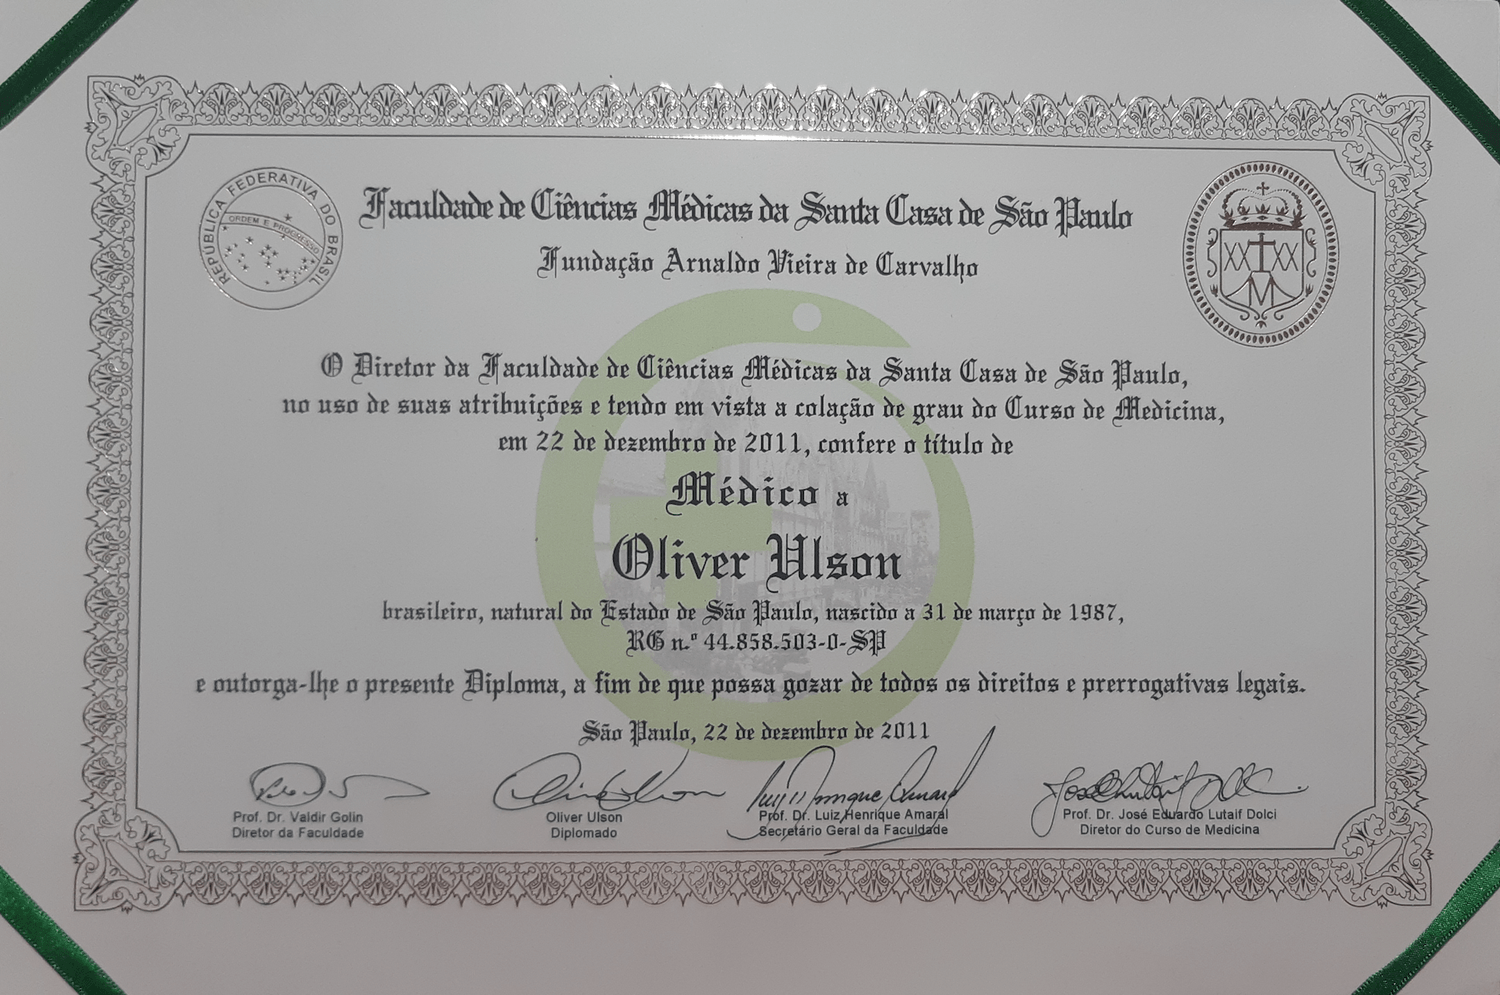 REPÚBLICA FEDERATIVA DO BRASIL
ORDEM E PROGRESSO
Faculdade de Ciências Médicas da Santa Casa de São Paulo
Fundação Arnaldo Vieira de Carvalho
XX XX
M
O Diretor da Faculdade de Ciências Médicas da Santa Casa de São Paulo,
no uso de suas atribuições e tendo em vista a colação de grau do Curso de Medicina,
em 22 de dezembro de 2011, confere o título de
Médico a
Oliver Ulson
brasileiro, natural do Estado de São Paulo, nascido a 31 de março de 1987,
RG n.º 44.858.503-0-SP
e outorga-lhe o presente Diploma, a fim de que possa gozar de todos os direitos e prerrogativas legais.
São Paulo, 22 de dezembro de 2011
Prof. Dr. Valdir Golin
Diretor da Faculdade
Oliver Ulson
Diplomado
Prof. Dr. Luiz Henrique Amaral
Secretário Geral da Faculdade
Prof. Dr. José Eduardo Lutaif Dolci
Diretor do Curso de Medicina